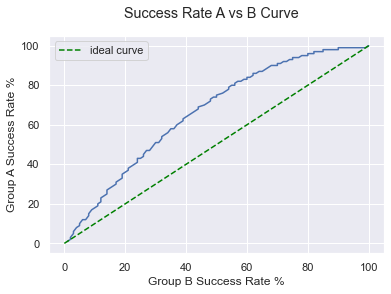 Success Rate A vs B Curve
ideal curve
Group A Success Rate %
100
80
60
40
20
0
0 20 40 60 80 100
Group B Success Rate %